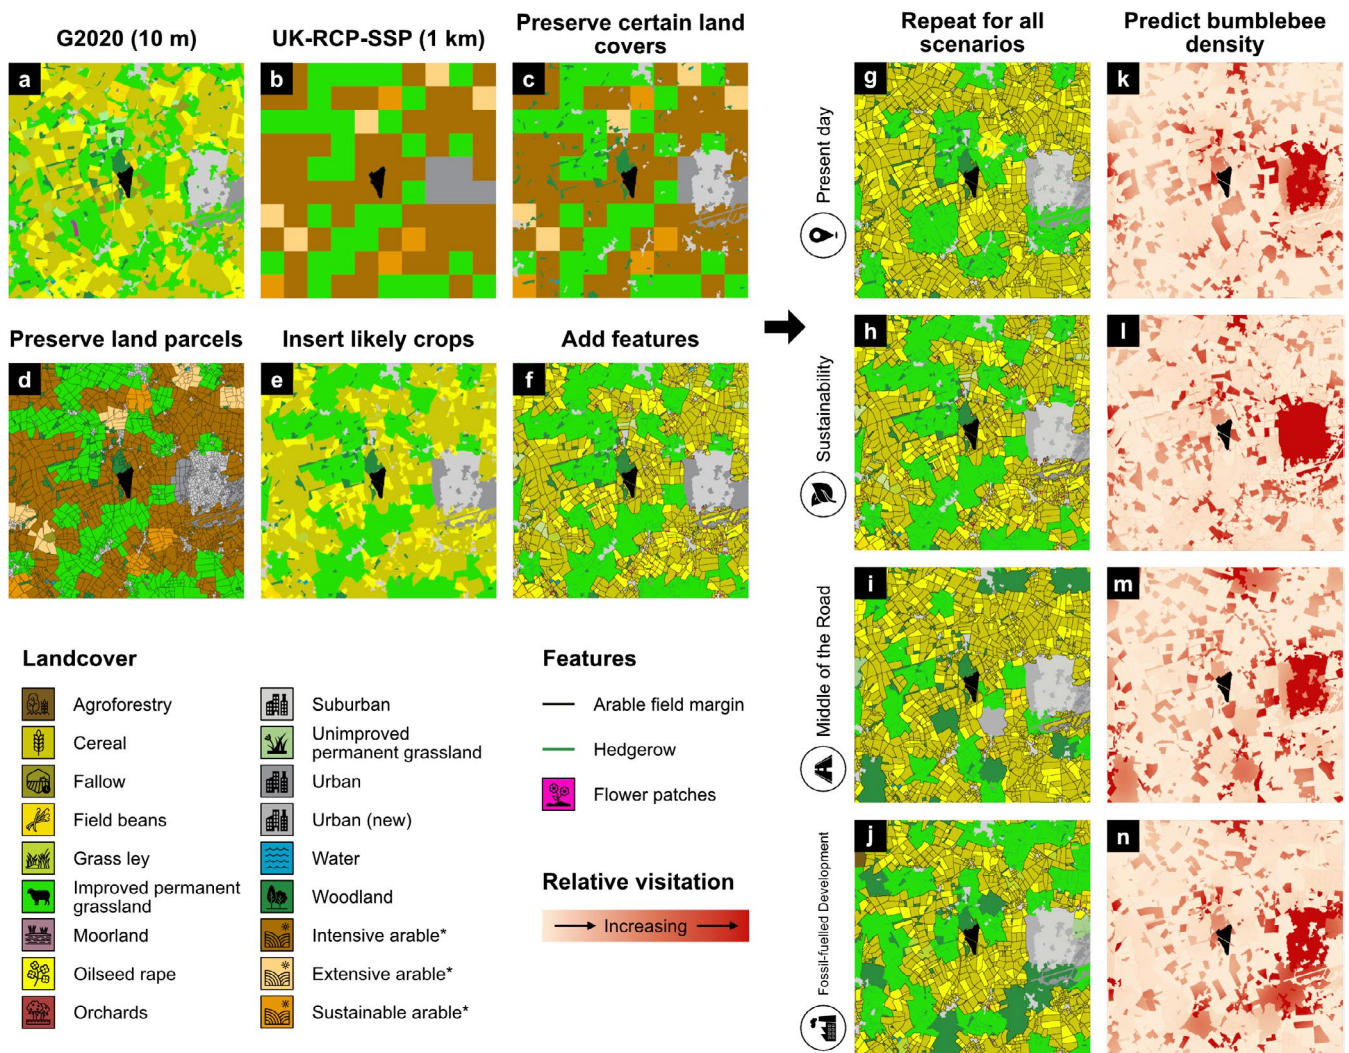 G2020 (10 m)
UK-RCP-SSP (1 km)
Preserve certain land
covers
Repeat for all
scenarios
Predict bumblebee
density
a
b
c
g
k
Present day
Preserve land parcels
Insert likely crops
Add features
d
e
f
h
l
Sustainability
i
m
Middle of the Road
j
n
Fossil-fuelled Development
Landcover
Agroforestry
Cereal
Fallow
Field beans
Grass ley
Improved permanent
grassland
Moorland
Oilseed rape
Orchards
Suburban
Unimproved
permanent grassland
Urban
Urban (new)
Water
Woodland
Intensive arable*
Extensive arable*
Sustainable arable*
Features
Arable field margin
Hedgerow
Flower patches
Relative visitation
Increasing